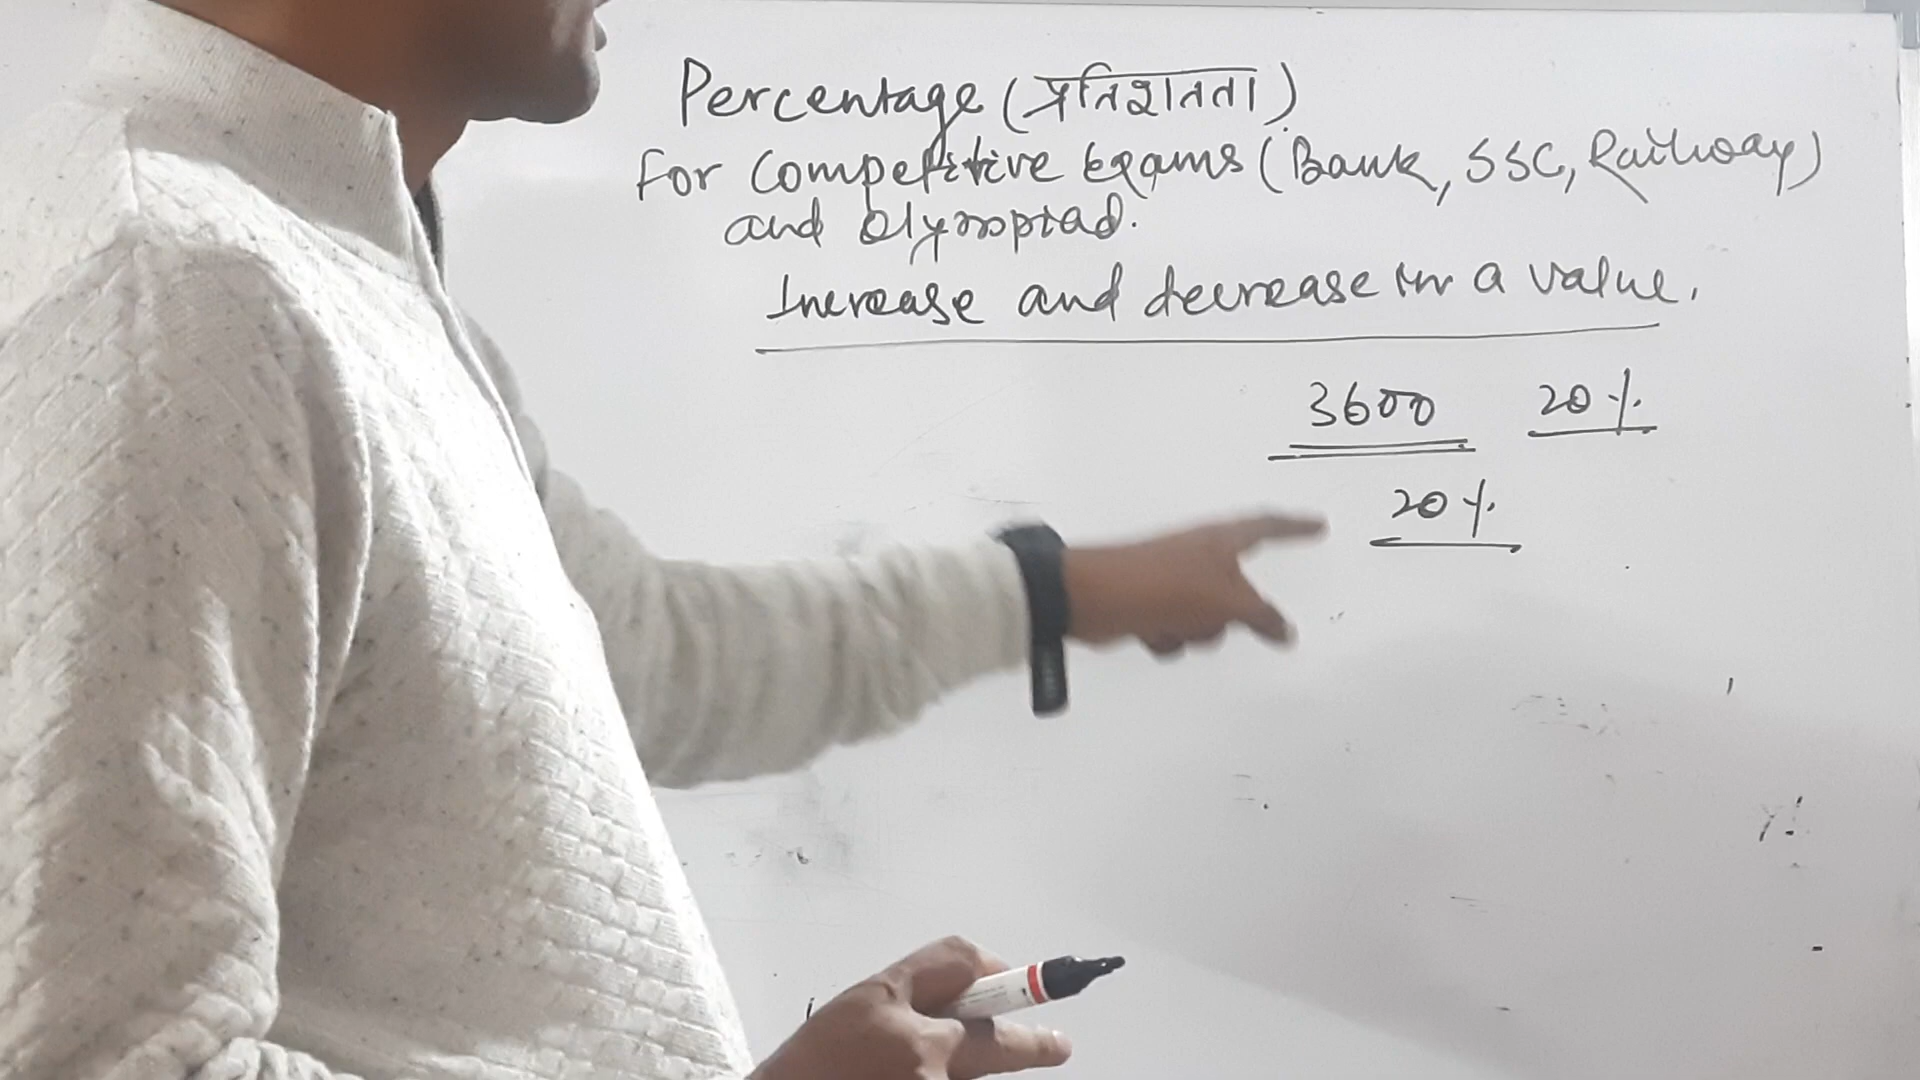 Percentage (प्रतिशतता)
For Competitive Exams (Bank, SSC, Railway)
and Olympiad.
Increase and decrease in a value.
3600 20%
20%